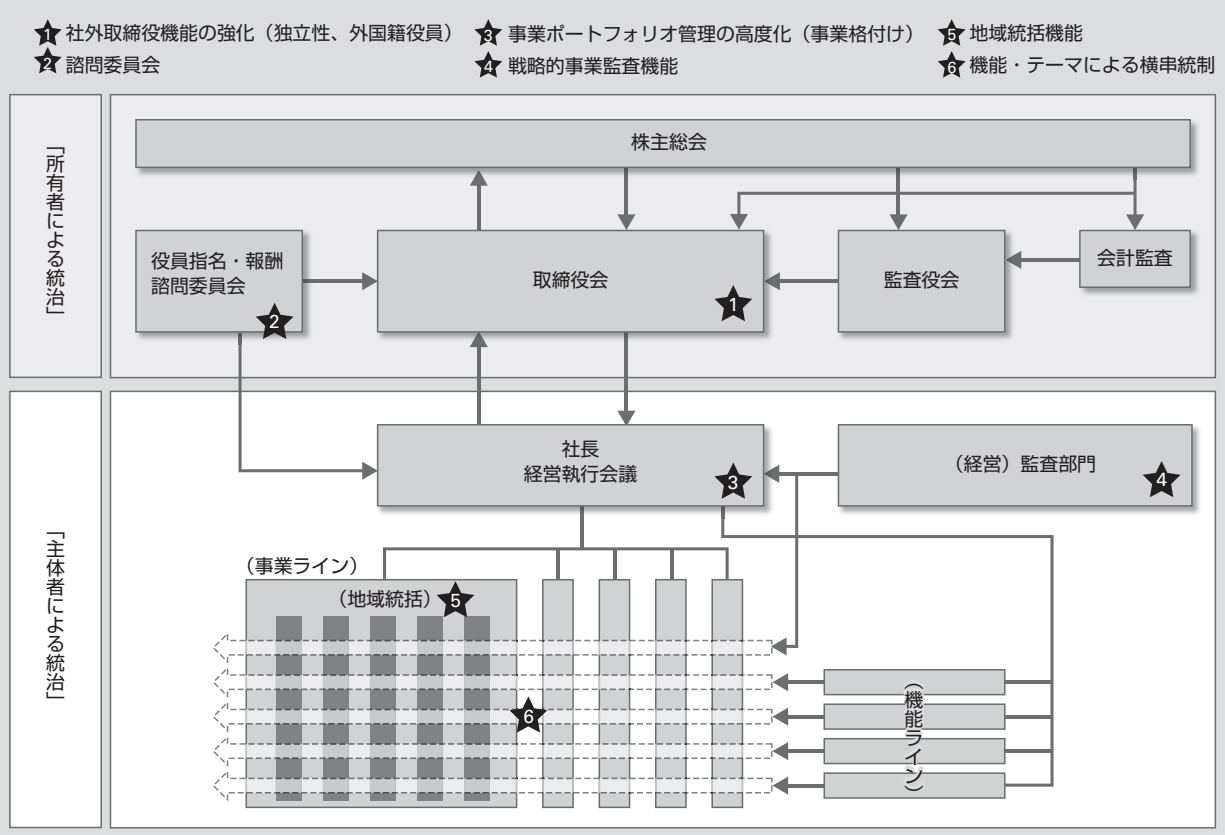 1 社外取締役機能の強化（独立性、外国籍役員）
2 諮問委員会
3 事業ポートフォリオ管理の高度化（事業格付け）
4 戦略的事業監査機能
5 地域統括機能
6 機能・テーマによる横串統制
「所有者による統治」
株主総会
役員指名・報酬
諮問委員会
2
取締役会
1
監査役会
会計監査
「主体者による統治」
社長
経営執行会議
3
（経営）監査部門
4
（事業ライン）
（地域統括）
5
6
（機能ライン）